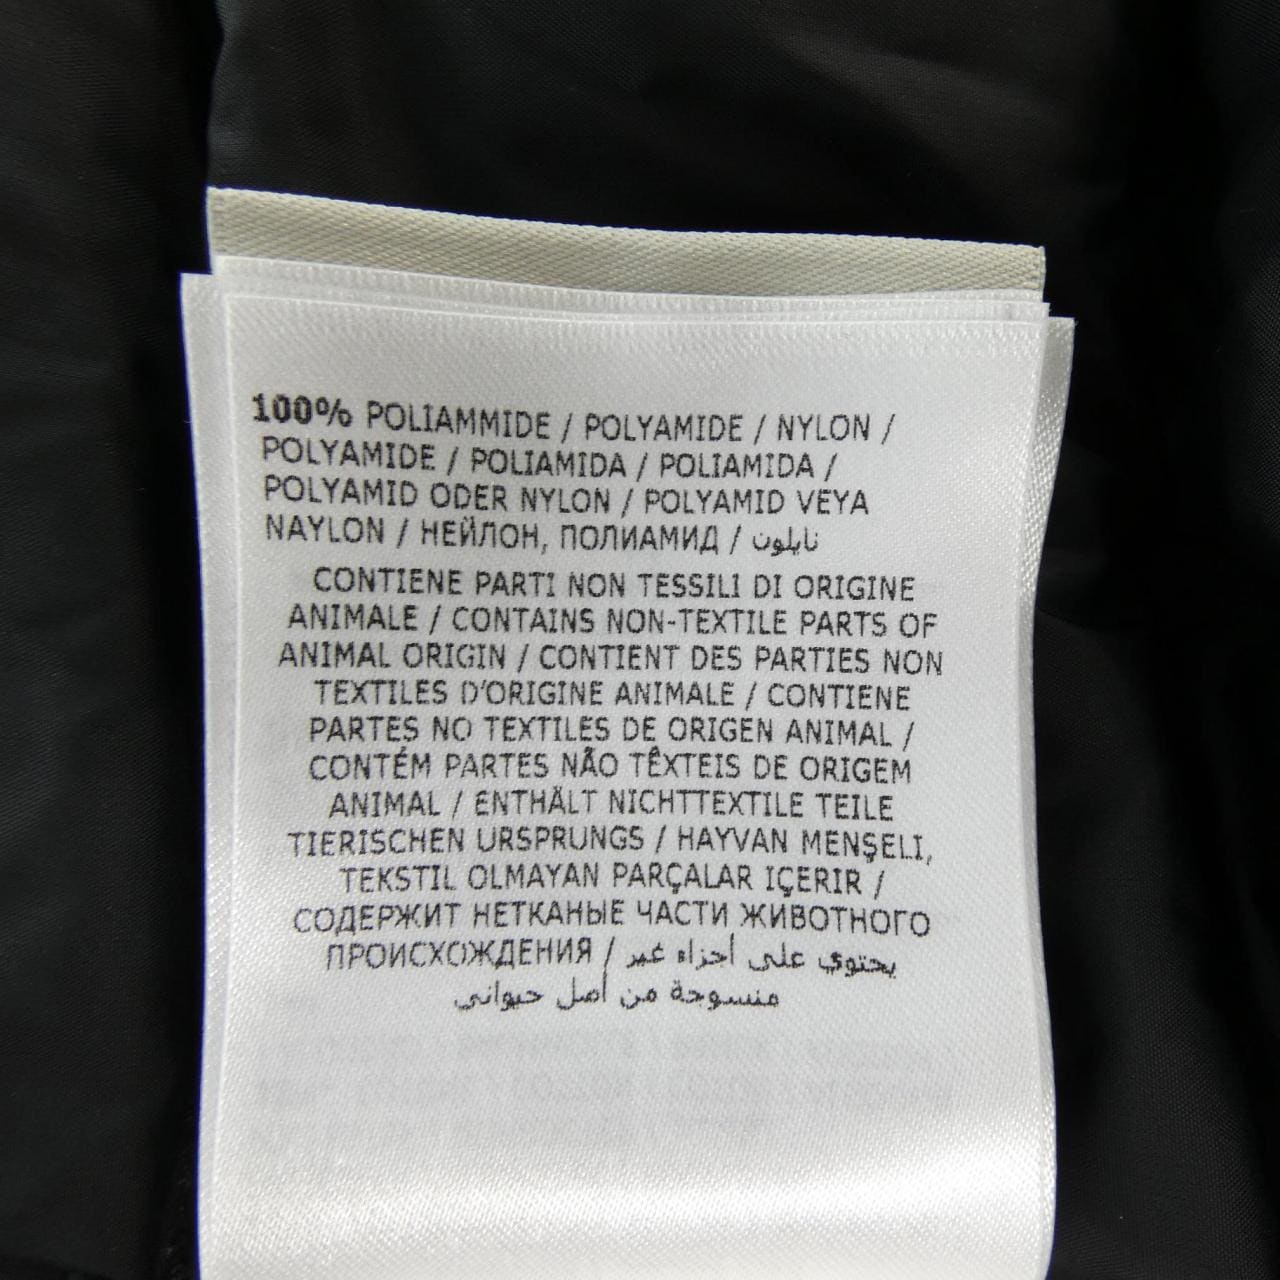 100% POLIAMMIDE / POLYAMIDE / NYLON /
POLYAMIDE / POLIAMIDA / POLIAMIDA /
POLYAMID ODER NYLON / POLYAMID VEYA
NAYLON / НЕЙЛОН, ПОЛИАМИД / نايلون
CONTIENE PARTI NON TESSILI DI ORIGINE
ANIMALE / CONTAINS NON-TEXTILE PARTS OF
ANIMAL ORIGIN / CONTIENT DES PARTIES NON
TEXTILES D'ORIGINE ANIMALE / CONTIENE
PARTES NO TEXTILES DE ORIGEN ANIMAL /
CONTÉM PARTES NÃO TÊXTEIS DE ORIGEM
ANIMAL / ENTHÄLT NICHTTEXTILE TEILE
TIERISCHEN URSPRUNGS / HAYVAN MENŞELI,
TEKSTIL OLMAYAN PARÇALAR IÇERIR /
СОДЕРЖИТ НЕТКАНЫЕ ЧАСТИ ЖИВОТНОГО
ПРОИСХОЖДЕНИЯ / يحتوي على أجزاء غير
منسوجة من أصل حيواني